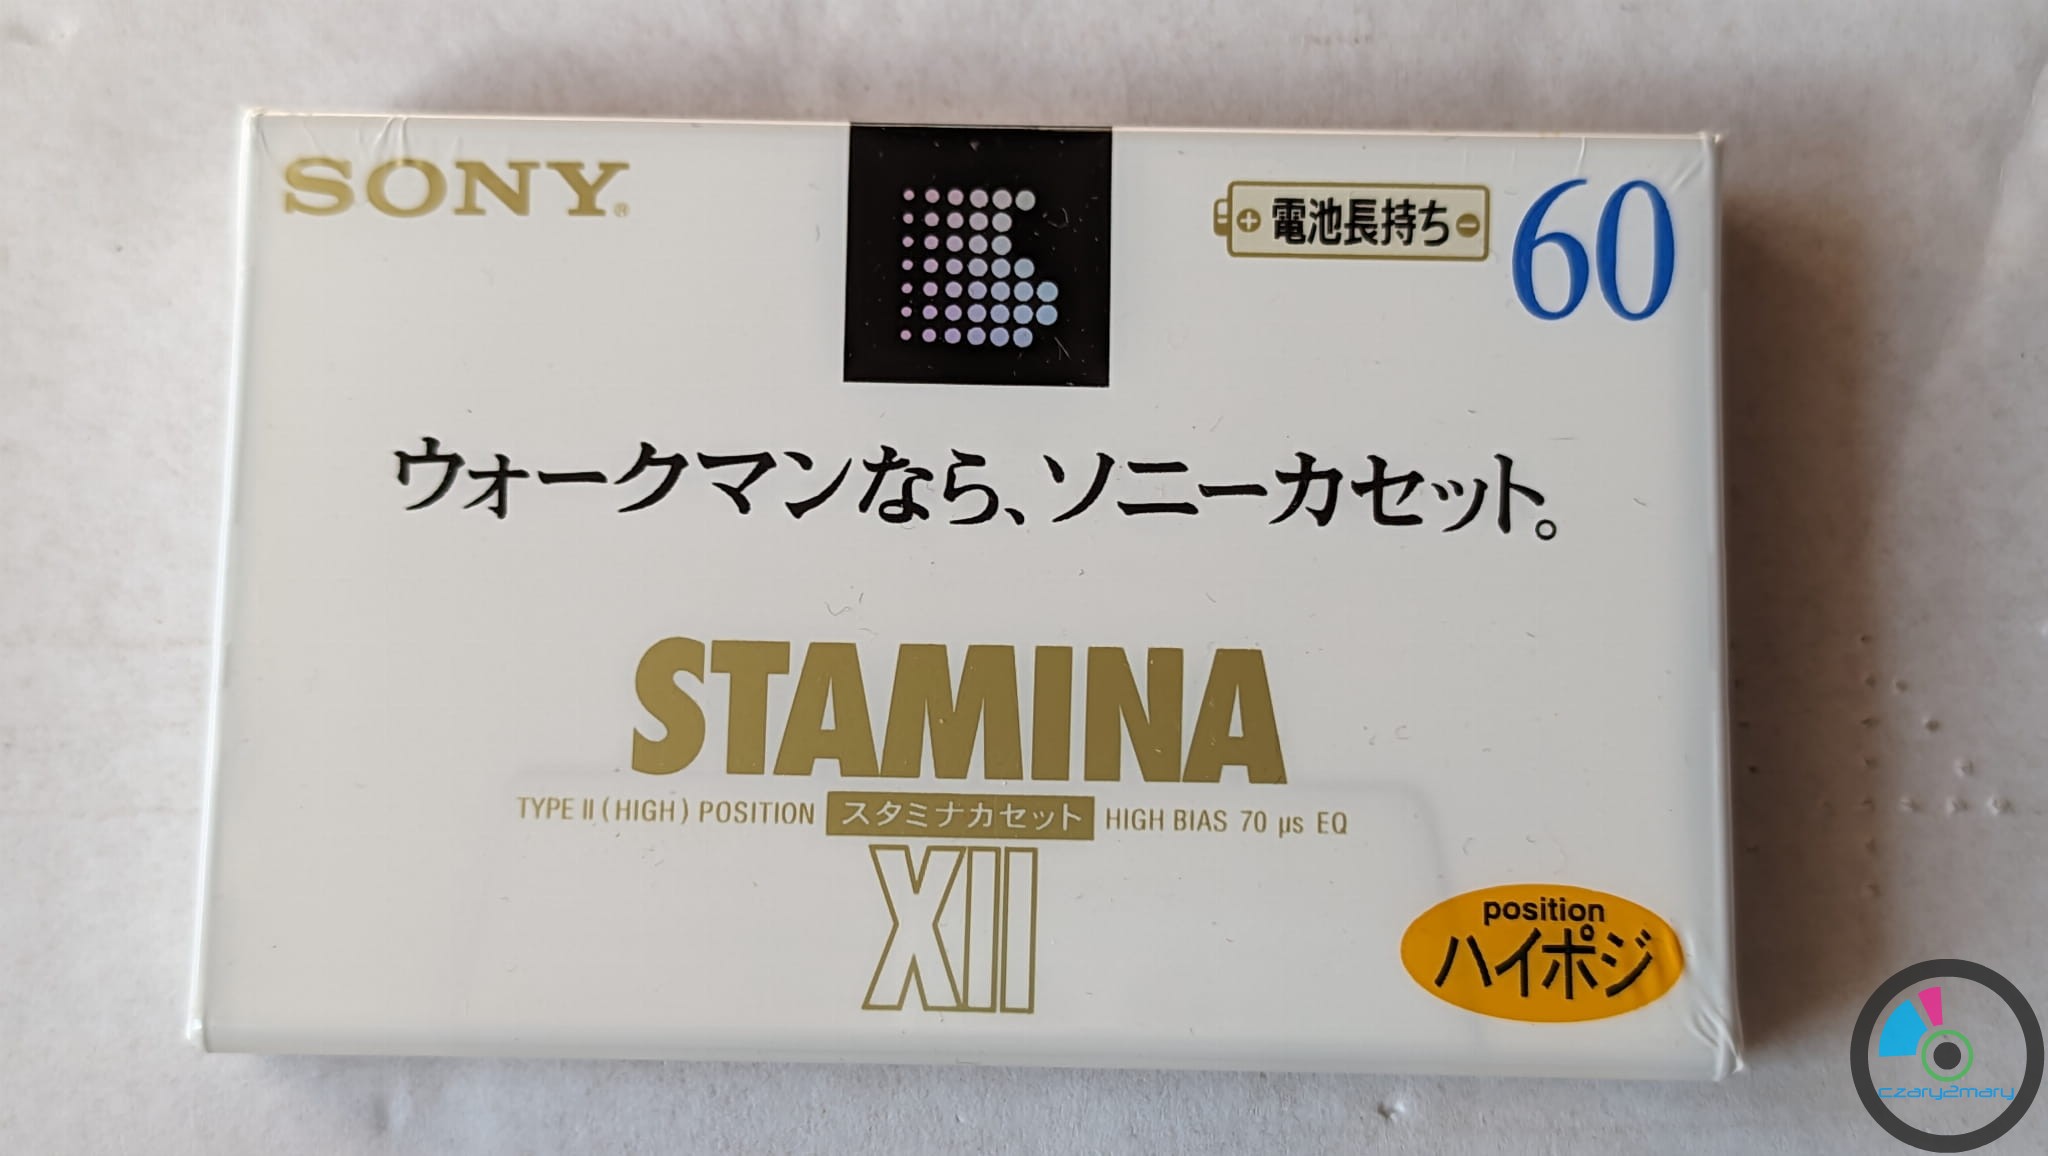 SONY®
電池長持ち
60
ウォークマンなら、ソニーカセット。
STAMINA
TYPE II (HIGH) POSITION スタミナカセット HIGH BIAS 70 µs EQ
XII
position
ハイポジ
czary2mary